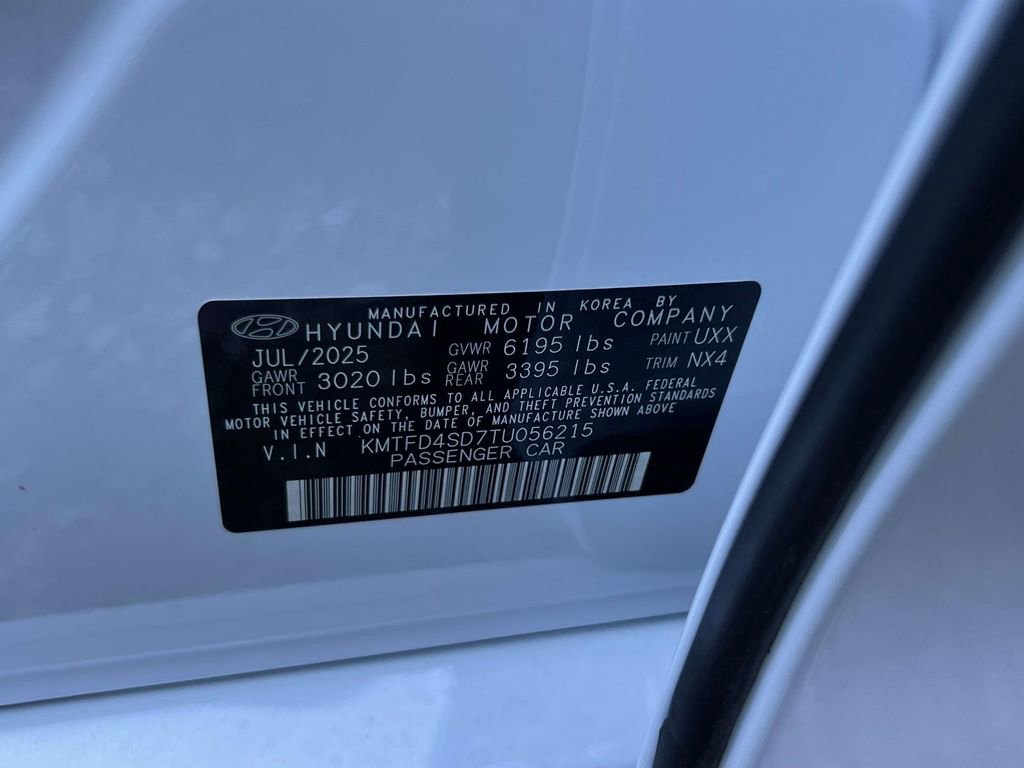 MANUFACTURED IN KOREA BY
HYUNDAI MOTOR COMPANY
JUL/2025 GVWR 6195 lbs PAINT UXX
GAWR FRONT 3020 lbs GAWR REAR 3395 lbs TRIM NX4
THIS VEHICLE CONFORMS TO ALL APPLICABLE U.S.A. FEDERAL
MOTOR VEHICLE SAFETY, BUMPER, AND THEFT PREVENTION STANDARDS
IN EFFECT ON THE DATE OF MANUFACTURE SHOWN ABOVE
V.I.N KMTFD4SD7TU056215
PASSENGER CAR